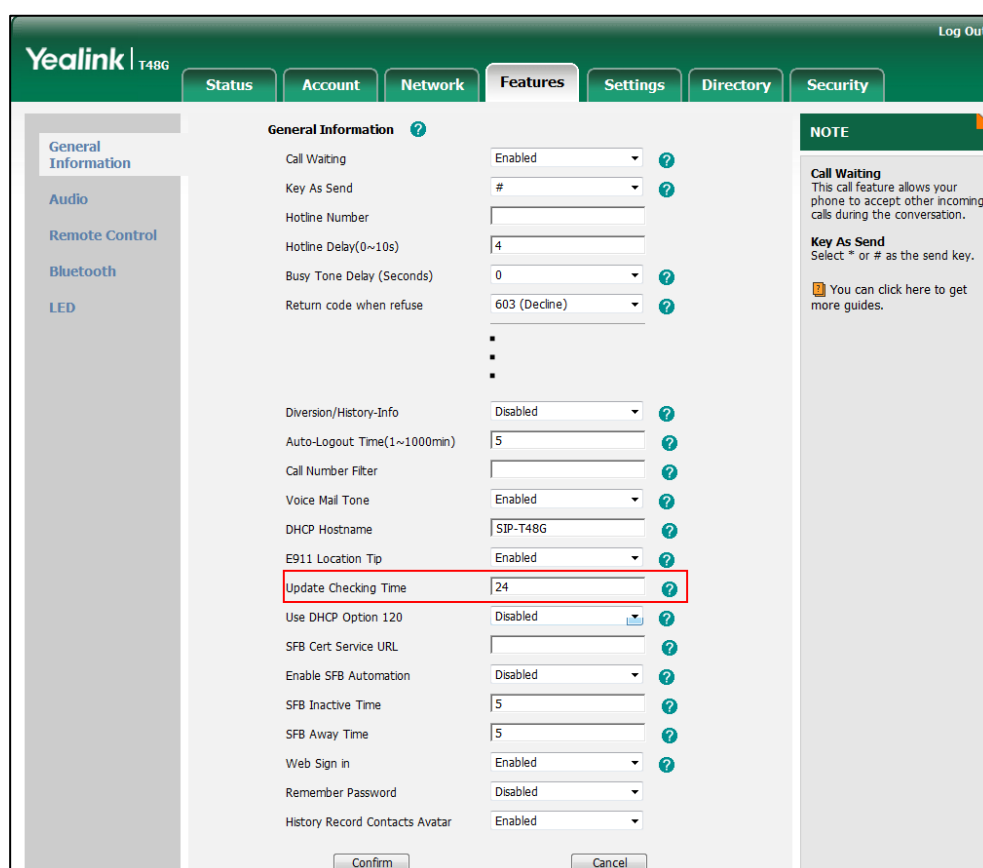 Log Out
Yealink | T48G
Status Account Network Features Settings Directory Security
General Information
Audio
Remote Control
Bluetooth
LED
General Information ?
Call Waiting Enabled ?
Key As Send # ?
Hotline Number
Hotline Delay(0~10s) 4
Busy Tone Delay (Seconds) 0 ?
Return code when refuse 603 (Decline) ?
Diversion/History-Info Disabled ?
Auto-Logout Time(1~1000min) 5 ?
Call Number Filter ?
Voice Mail Tone Enabled ?
DHCP Hostname SIP-T48G ?
E911 Location Tip Enabled ?
Update Checking Time 24 ?
Use DHCP Option 120 Disabled ?
SFB Cert Service URL ?
Enable SFB Automation Disabled ?
SFB Inactive Time 5 ?
SFB Away Time 5 ?
Web Sign in Enabled ?
Remember Password Disabled
History Record Contacts Avatar Enabled
Confirm Cancel
NOTE
Call Waiting
This call feature allows your
phone to accept other incoming
calls during the conversation.
Key As Send
Select * or # as the send key.
? You can click here to get
more guides.